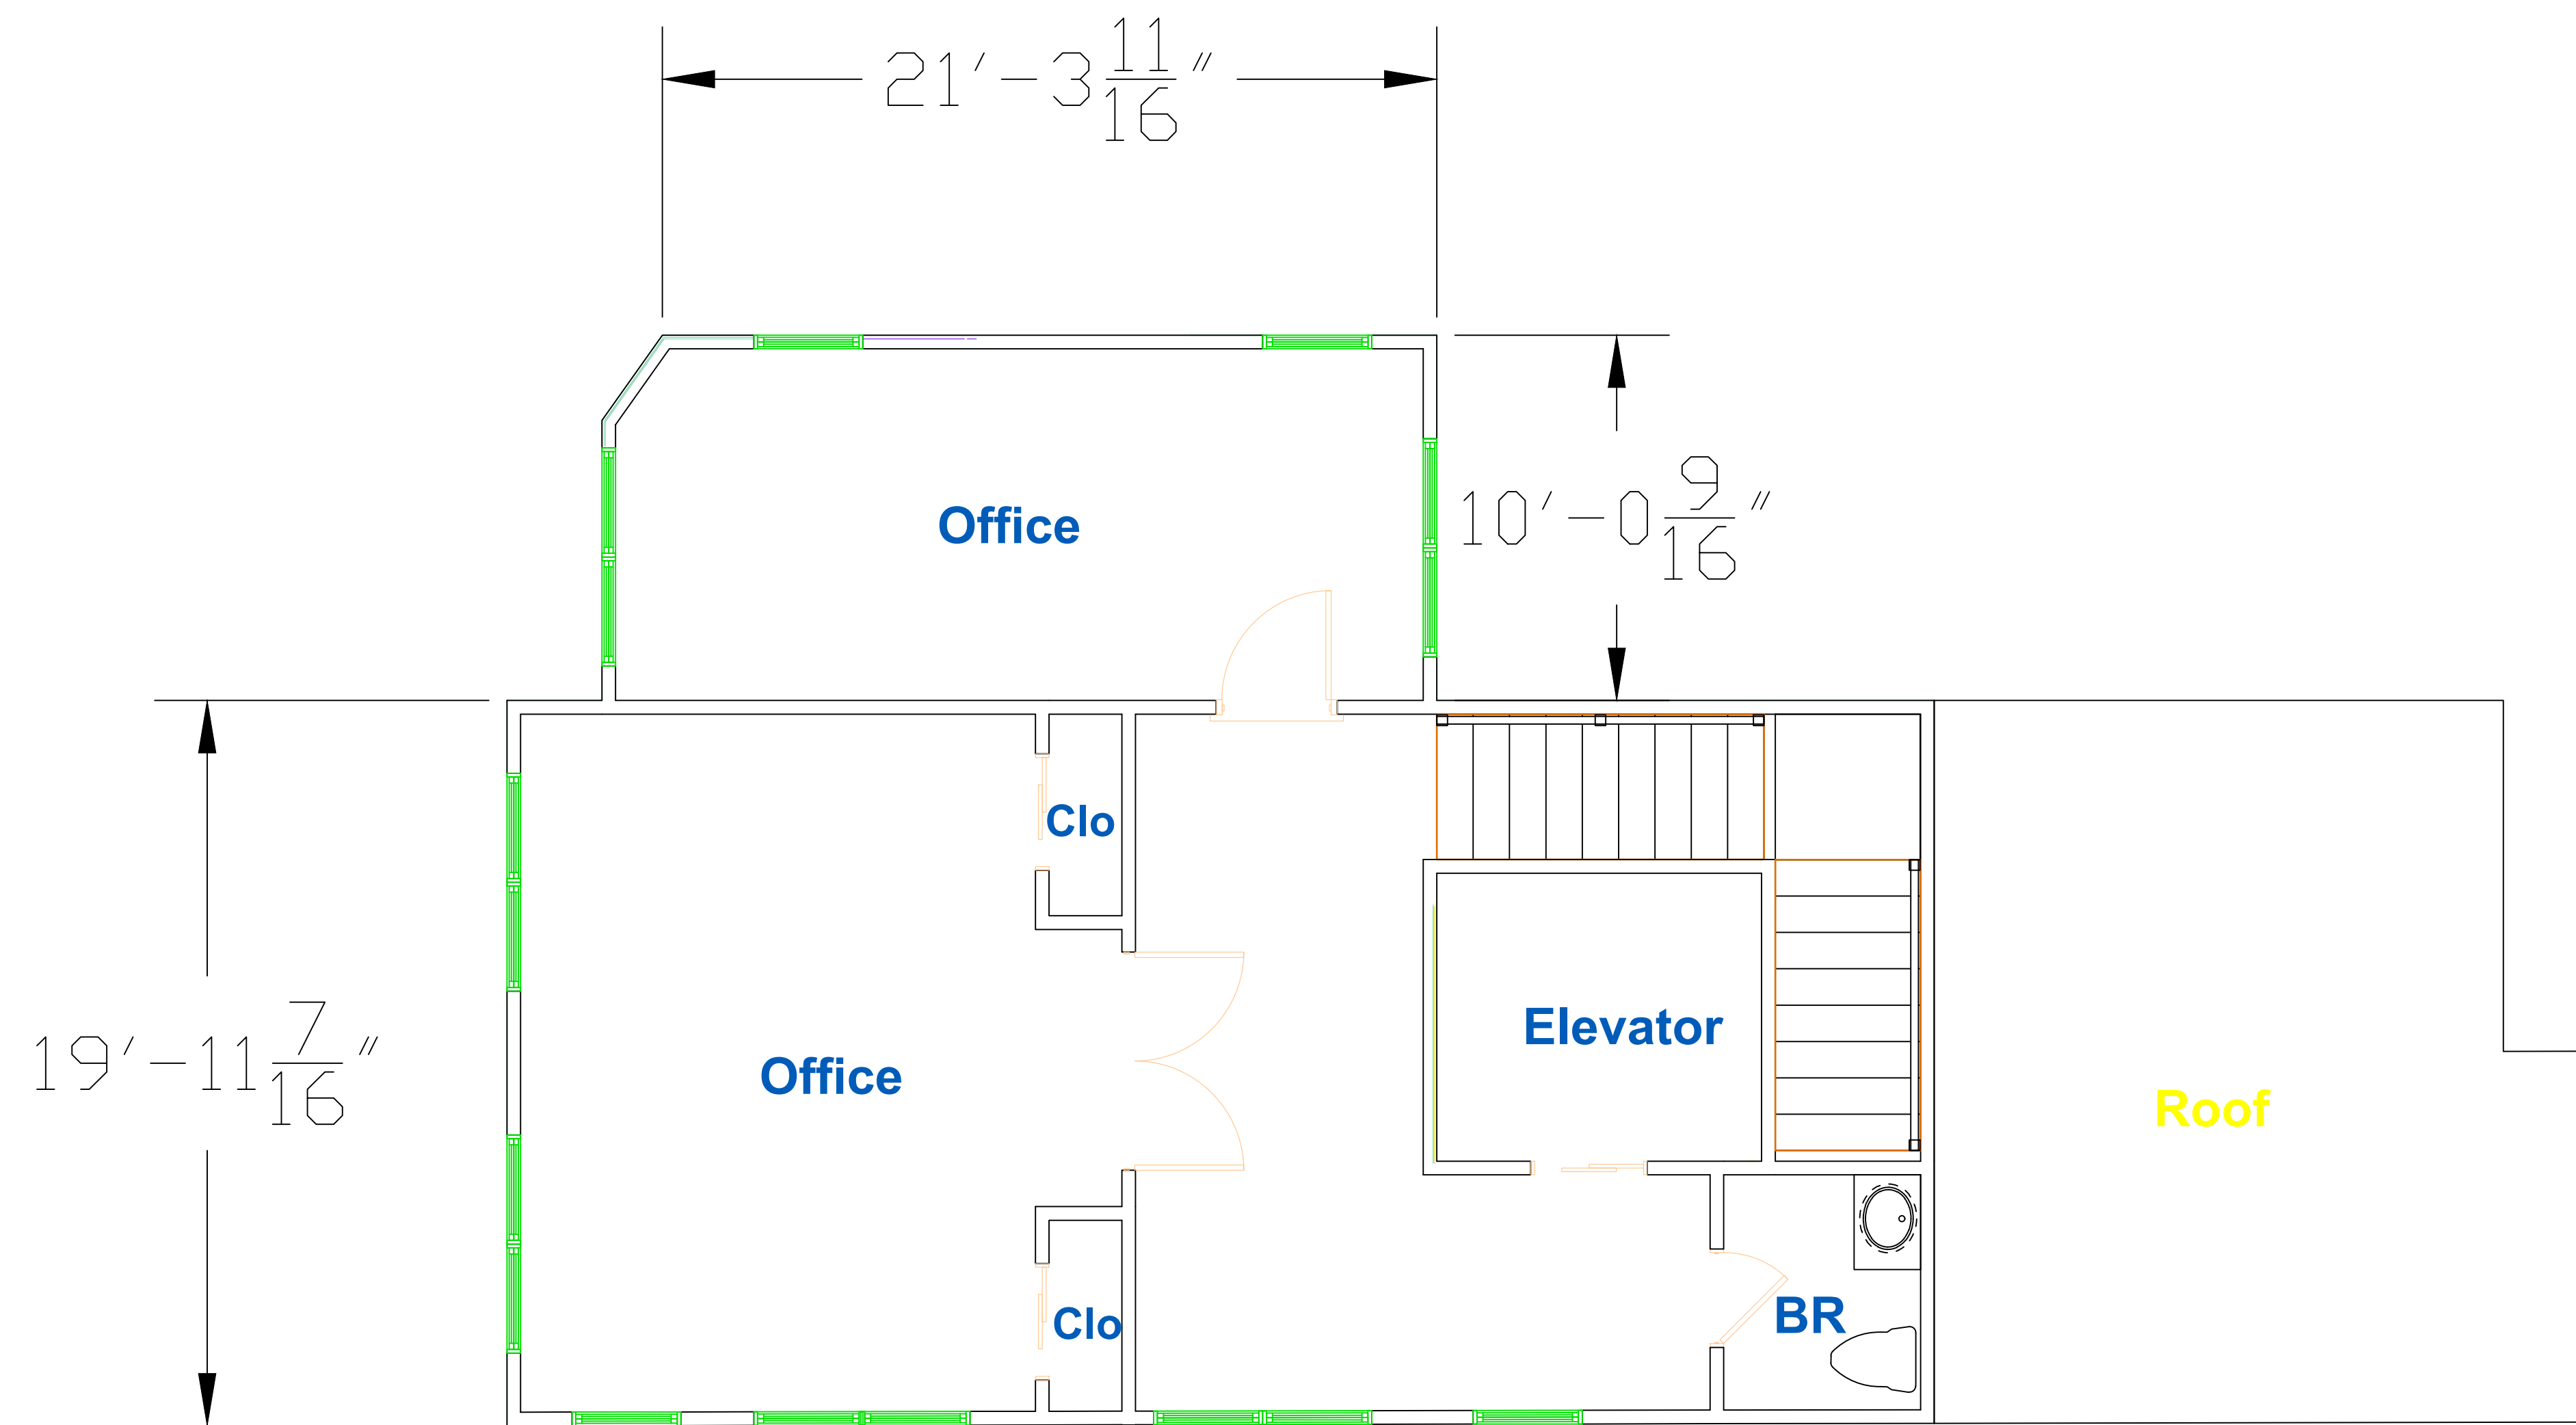 21'-3 11/16"
Office
10'-0 9/16"
Clo
Elevator
19'-11 7/16"
Office
Roof
Clo
BR